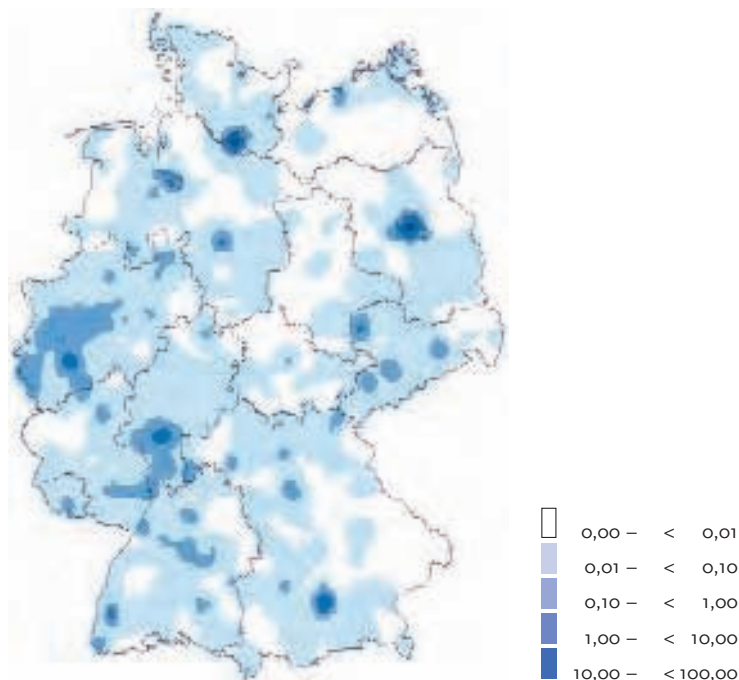 0,00 – < 0,01
0,01 – < 0,10
0,10 – < 1,00
1,00 – < 10,00
10,00 – < 100,00